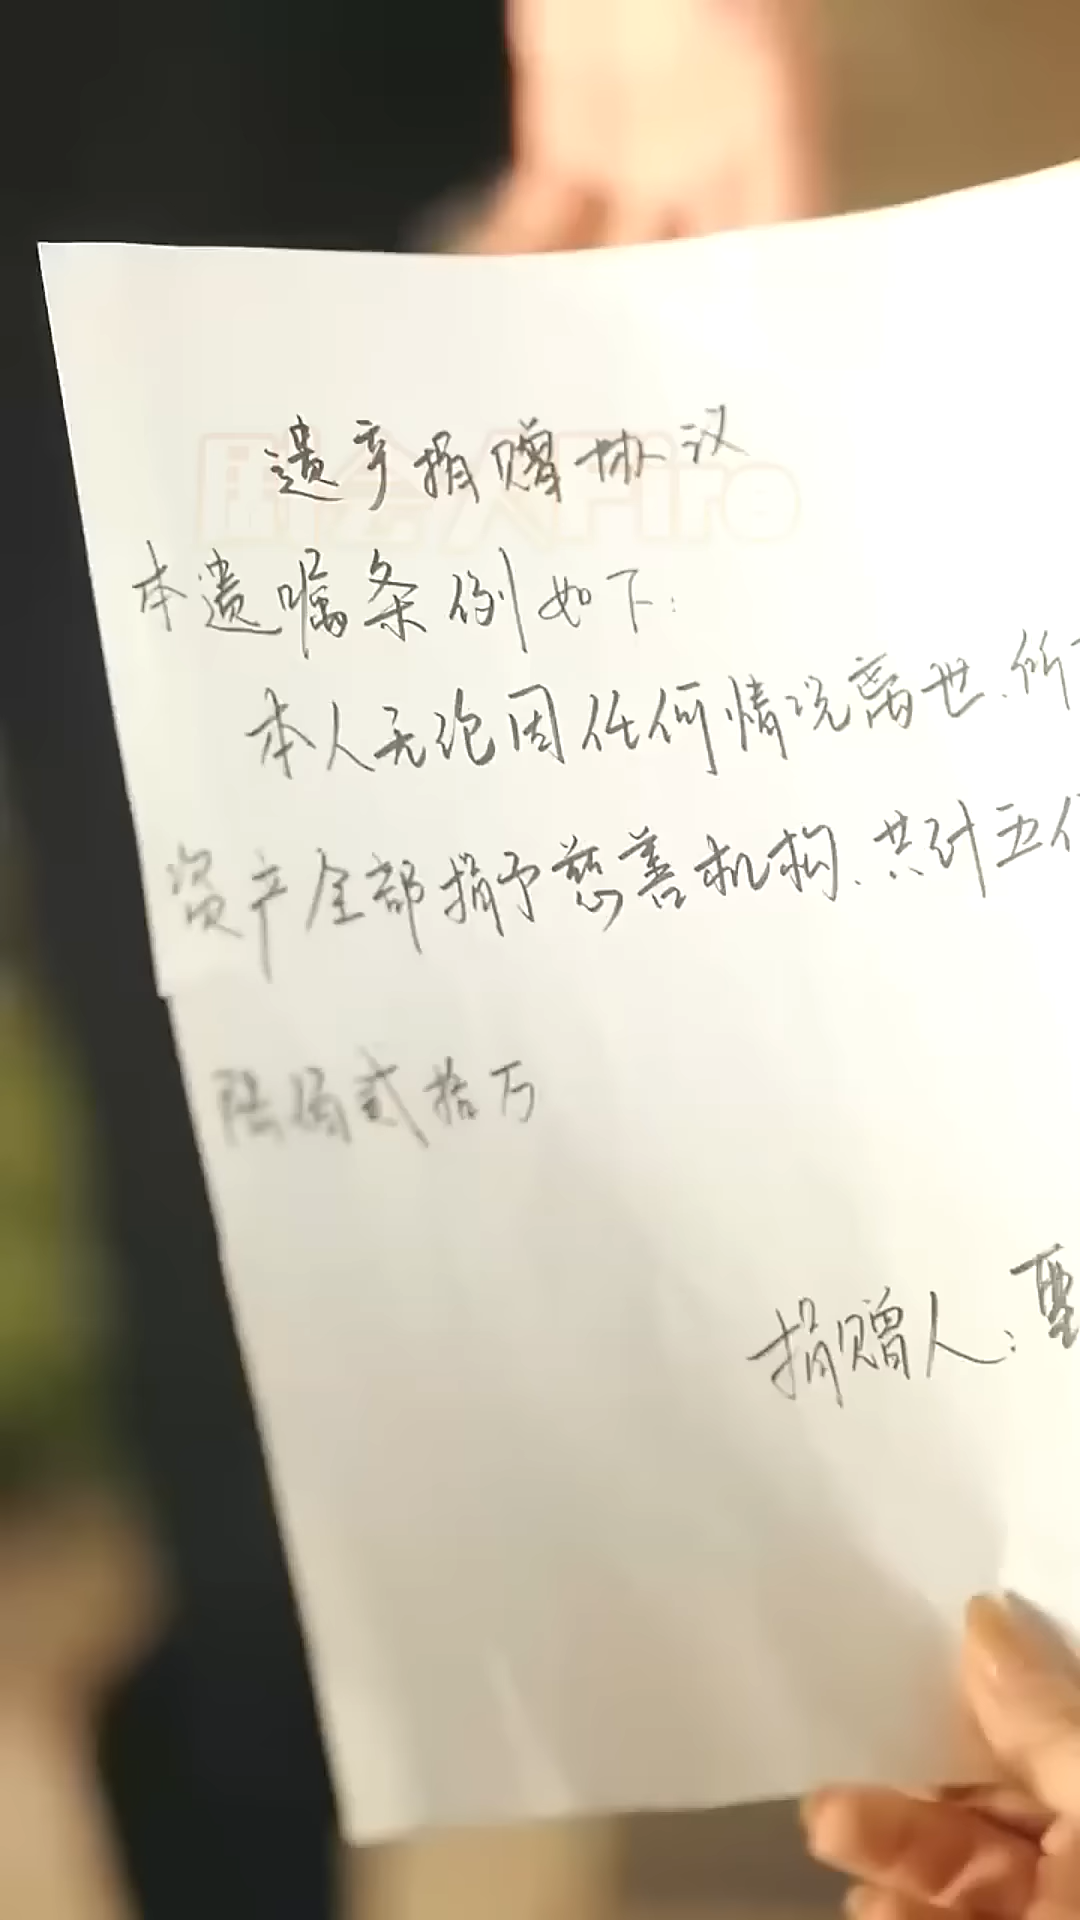 遗产捐赠协议
本遗嘱条例如下:
本人无论因任何情况离世、所
资产全部捐予慈善机构、共计五亿
陆佰贰拾万
捐赠人: